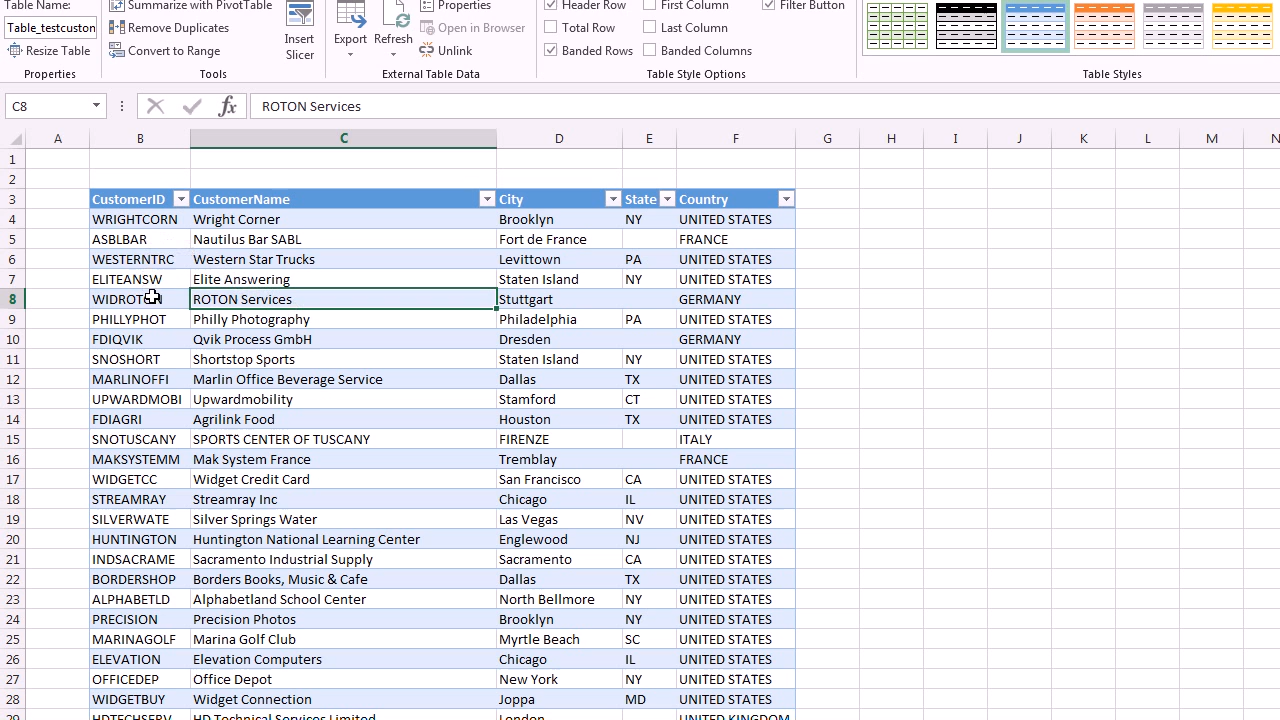 Table Name:
Summarize with PivotTable
Properties
Header Row
First Column
Filter Button
Table_testcuston
Remove Duplicates
Insert
Slicer
Export
Refresh
Open in Browser
Total Row
Last Column
Resize Table
Convert to Range
Unlink
Banded Rows
Banded Columns
Properties
Tools
External Table Data
Table Style Options
Table Styles
C8
fx
ROTON Services
A B C D E F G H I J K L M N
1
2
3 CustomerID CustomerName City State Country
4 WRIGHTCORN Wright Corner Brooklyn NY UNITED STATES
5 ASBLBAR Nautilus Bar SABL Fort de France FRANCE
6 WESTERNTRC Western Star Trucks Levittown PA UNITED STATES
7 ELITEANSW Elite Answering Staten Island NY UNITED STATES
8 ROTON Services Stuttgart GERMANY
9 PHILLYPHOT Philly Photography Philadelphia PA UNITED STATES
10 FDIQVIK Qvik Process GmbH Dresden GERMANY
11 SNOSHORT Shortstop Sports Staten Island NY UNITED STATES
12 MARLINOFFI Marlin Office Beverage Service Dallas TX UNITED STATES
13 UPWARDMOBI Upwardmobility Stamford CT UNITED STATES
14 FDIAGRI Agrilink Food Houston TX UNITED STATES
15 SNOTUSCANY SPORTS CENTER OF TUSCANY FIRENZE ITALY
16 MAKSYSTEMM Mak System France Tremblay FRANCE
17 WIDGETCC Widget Credit Card San Francisco CA UNITED STATES
18 STREAMRAY Streamray Inc Chicago IL UNITED STATES
19 SILVERWATE Silver Springs Water Las Vegas NV UNITED STATES
20 HUNTINGTON Huntington National Learning Center Englewood NJ UNITED STATES
21 INDSACRAME Sacramento Industrial Supply Sacramento CA UNITED STATES
22 BORDERSHOP Borders Books, Music & Cafe Dallas TX UNITED STATES
23 ALPHABETLD Alphabetland School Center North Bellmore NY UNITED STATES
24 PRECISION Precision Photos Brooklyn NY UNITED STATES
25 MARINAGOLF Marina Golf Club Myrtle Beach SC UNITED STATES
26 ELEVATION Elevation Computers Chicago IL UNITED STATES
27 OFFICEDEP Office Depot New York NY UNITED STATES
28 WIDGETBUY Widget Connection Joppa MD UNITED STATES
29 HDTECHSERV HD Technical Services Limited London UNITED KINGDOM